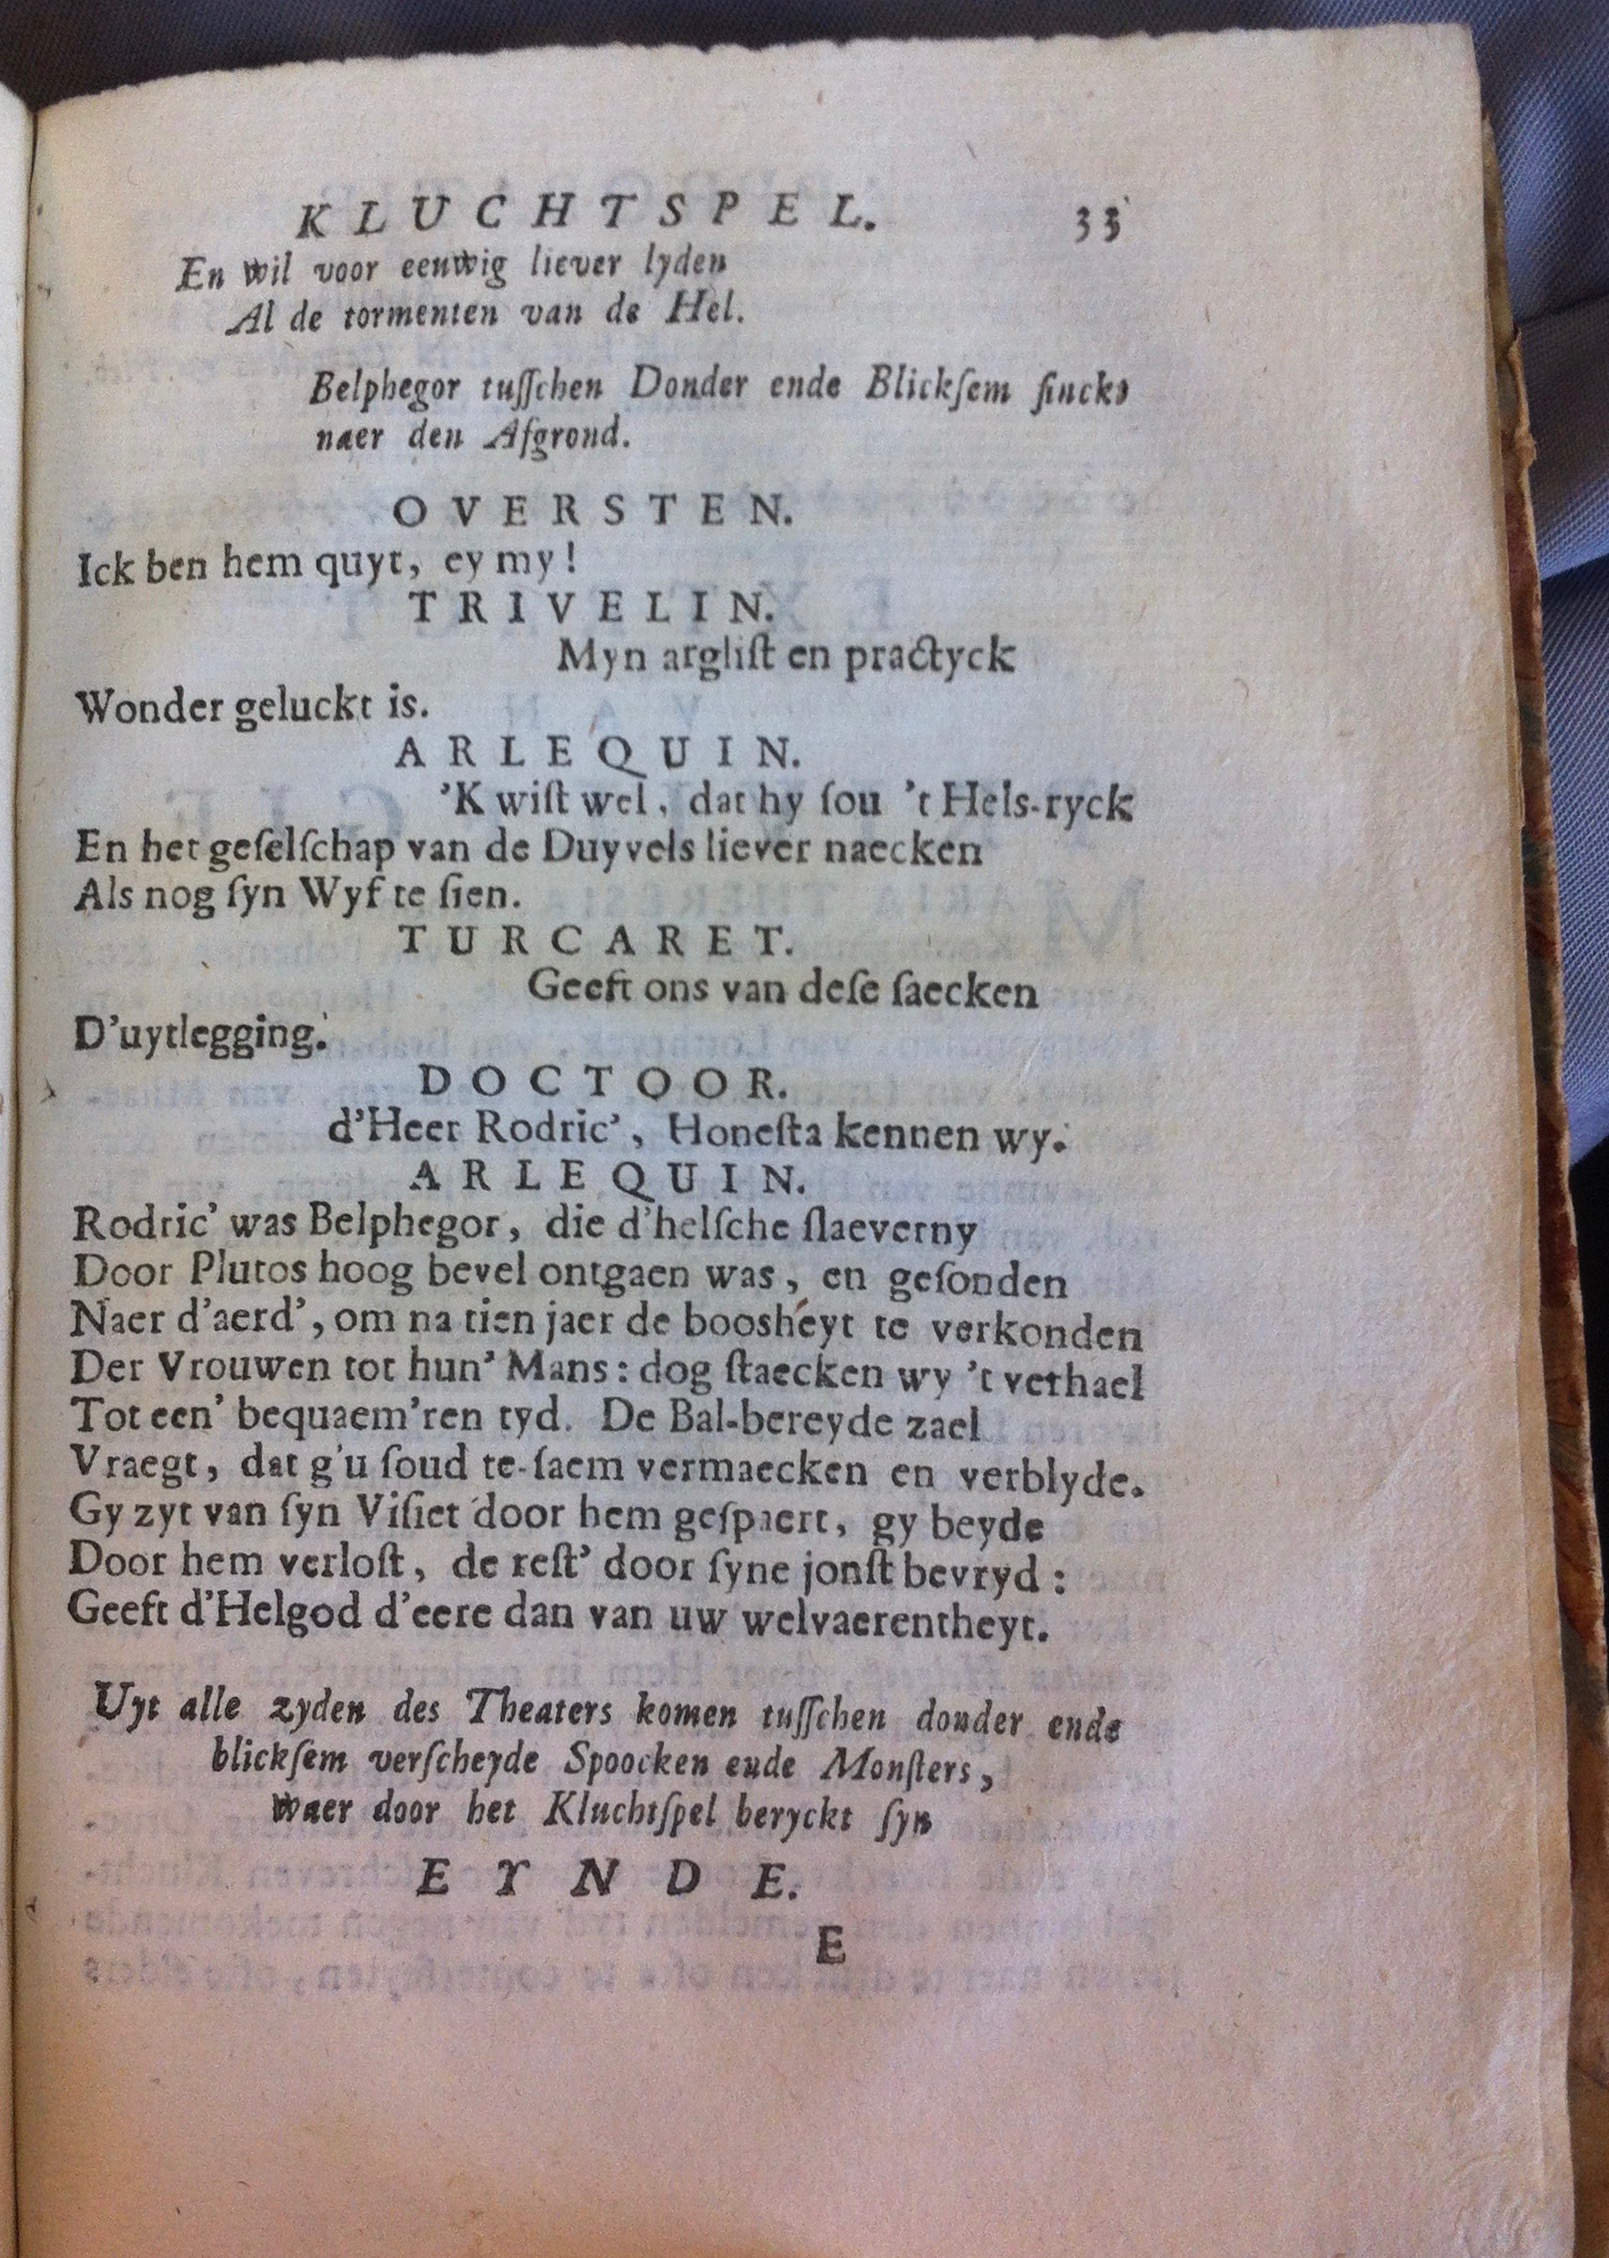 KLUCHTSPEL. 33
En wil voor eeuwig liever lyden
Al de tormenten van de Hel.
Belphegor tuſſchen Donder ende Blickſem ſinckt
naer den Afgrond.
OVERSTEN.
Ick ben hem quyt, ey my!
TRIVELIN.
Myn argliſt en practyck
Wonder geluckt is.
ARLEQUIN.
'K wiſt wel, dat hy ſou 't Hels-ryck
En het geſelſchap van de Duyvels liever naecken
Als nog ſyn Wyf te ſien.
TURCARET.
Geeft ons van deſe ſaecken
D'uytlegging.
DOCTOOR.
d'Heer Rodric', Honeſta kennen wy.
ARLEQUIN.
Rodric' was Belphegor, die d'helſche ſlaeverny
Door Plutos hoog bevel ontgaen was, en geſonden
Naer d'aerd', om na tien jaer de boosheyt te verkonden
Der Vrouwen tot hun' Mans: dog ſtaecken wy 't verhael
Tot een' bequaem'ren tyd. De Bal-bereyde zael
Vraegt, dat g'u ſoud te-ſaem vermaecken en verblyde.
Gy zyt van ſyn Viſiet door hem geſpaert, gy beyde
Door hem verloſt, de reſt' door ſyne jonſt bevryd:
Geeft d'Helgod d'eere dan van uw welvaerentheyt.
Uyt alle zyden des Theaters komen tuſſchen donder ende
blickſem verſcheyde Spoocken ende Monſters,
waer door het Kluchtſpel beryckt ſyn
EYNDE.
E